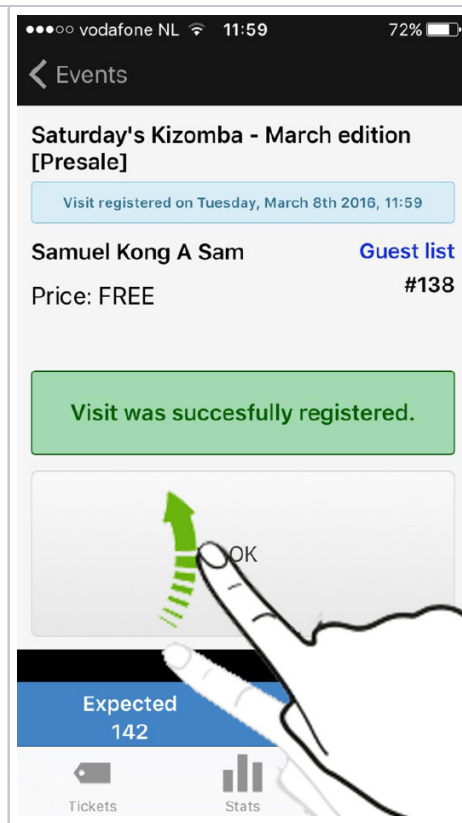 vodafone NL 11:59 72%
Events
Saturday's Kizomba - March edition
[Presale]
Visit registered on Tuesday, March 8th 2016, 11:59
Samuel Kong A Sam Guest list
Price: FREE #138
Visit was succesfully registered.
OK
Expected
142
Tickets Stats